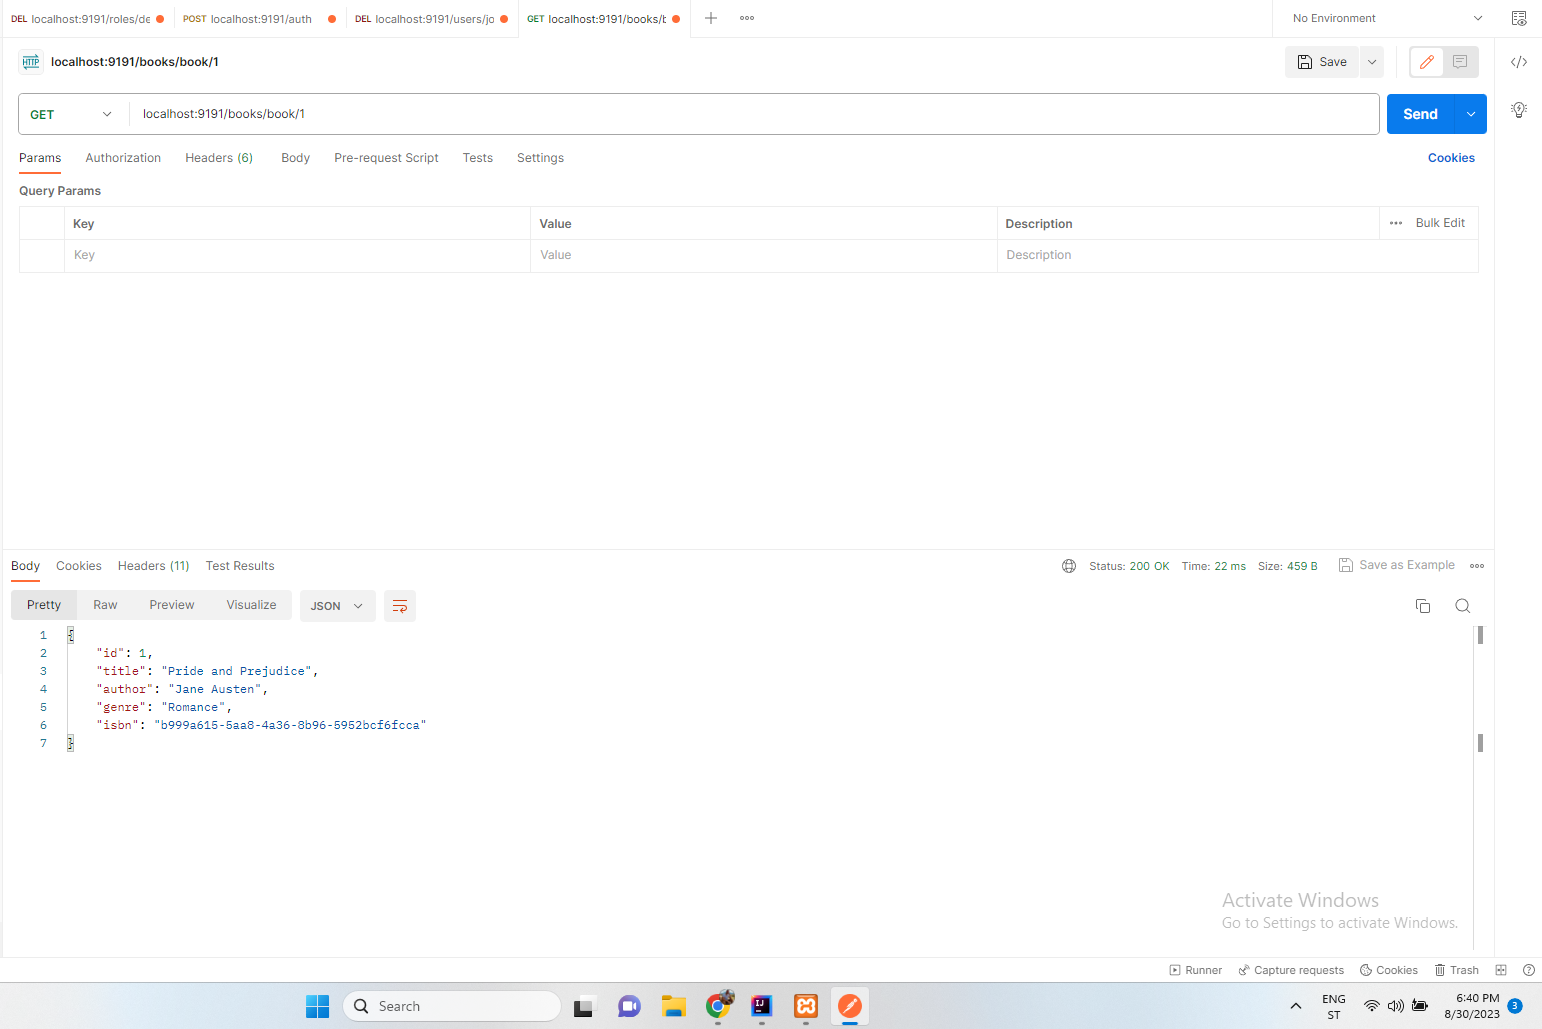 DEL localhost:9191/roles/de POST localhost:9191/auth DEL localhost:9191/users/jo GET localhost:9191/books/b No Environment
HTTP localhost:9191/books/book/1 Save
GET localhost:9191/books/book/1 Send
Params Authorization Headers (6) Body Pre-request Script Tests Settings Cookies
Query Params
Key Value Description Bulk Edit
Key Value Description
Body Cookies Headers (11) Test Results Status: 200 OK Time: 22 ms Size: 459 B Save as Example
Pretty Raw Preview Visualize JSON
1 {
2 "id": 1,
3 "title": "Pride and Prejudice",
4 "author": "Jane Austen",
5 "genre": "Romance",
6 "isbn": "b999a615-5aa8-4a36-8b96-5952bcf6fcca"
7 }
Activate Windows
Go to Settings to activate Windows.
Runner Capture requests Cookies Trash
Search IJ ENG 6:40 PM 3
ST 8/30/2023